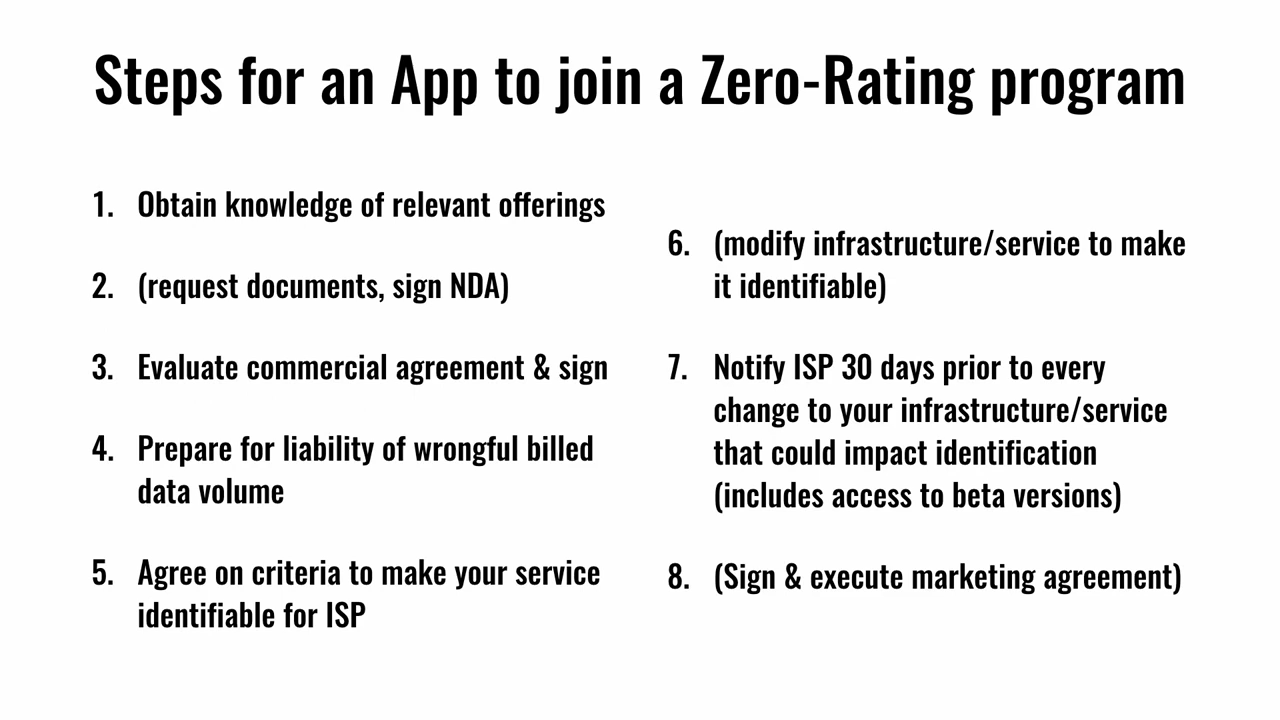 Steps for an App to join a Zero-Rating program
1. Obtain knowledge of relevant offerings
2. (request documents, sign NDA)
3. Evaluate commercial agreement & sign
4. Prepare for liability of wrongful billed
data volume
5. Agree on criteria to make your service
identifiable for ISP
6. (modify infrastructure/service to make
it identifiable)
7. Notify ISP 30 days prior to every
change to your infrastructure/service
that could impact identification
(includes access to beta versions)
8. (Sign & execute marketing agreement)